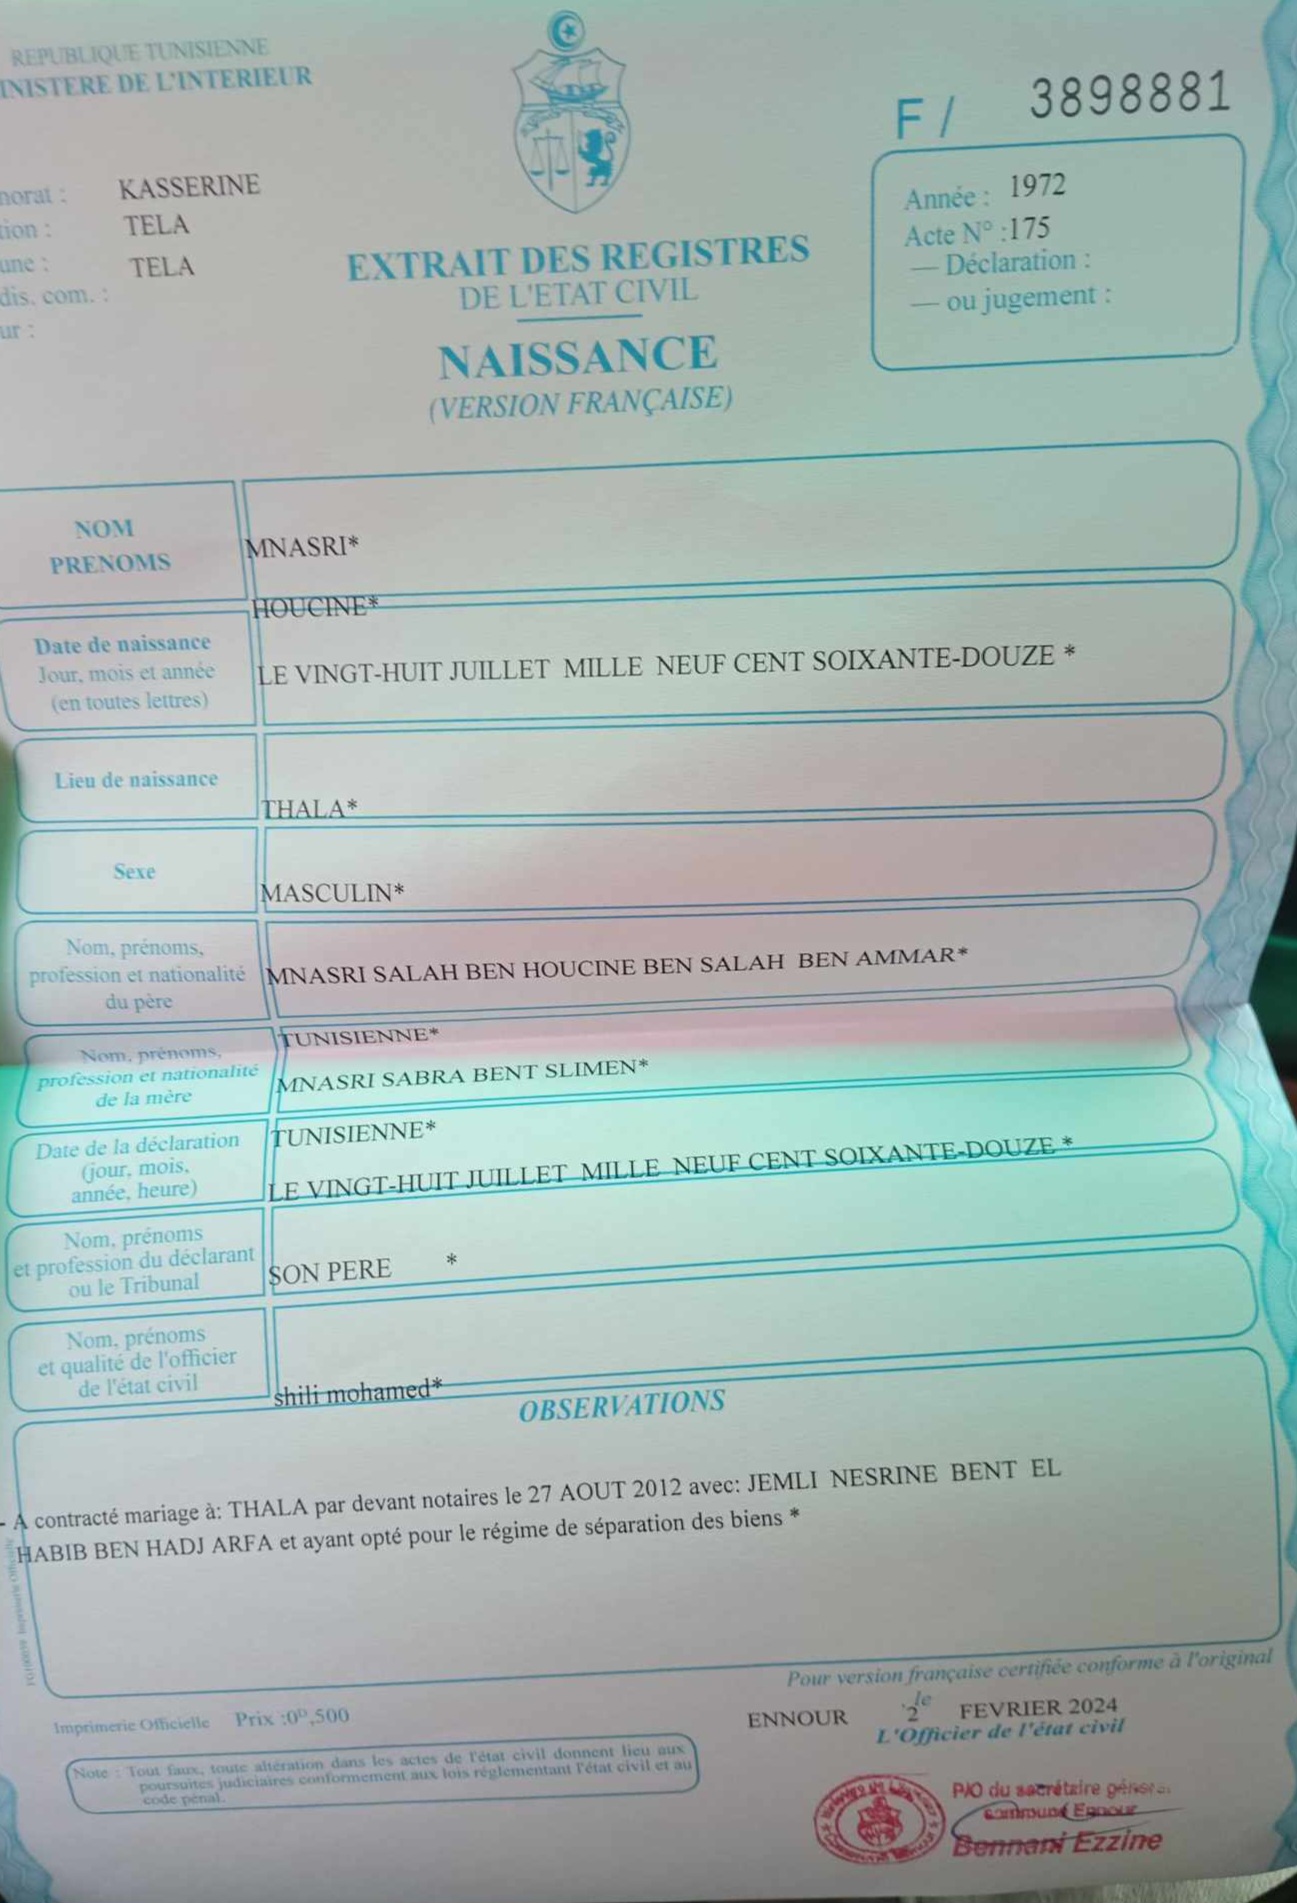 REPUBLIQUE TUNISIENNE
INISTERE DE L'INTERIEUR
F / 3898881
norat : KASSERINE
tion : TELA
une : TELA
dis. com. :
ur :
Année : 1972
Acte N° :175
— Déclaration :
— ou jugement :
EXTRAIT DES REGISTRES
DE L'ETAT CIVIL
NAISSANCE
(VERSION FRANÇAISE)
NOM
PRENOMS
MNASRI*
HOUCINE*
Date de naissance
Jour, mois et année
(en toutes lettres)
LE VINGT-HUIT JUILLET MILLE NEUF CENT SOIXANTE-DOUZE *
Lieu de naissance
THALA*
Sexe
MASCULIN*
Nom, prénoms,
profession et nationalité
du père
MNASRI SALAH BEN HOUCINE BEN SALAH BEN AMMAR*
TUNISIENNE*
Nom, prénoms,
profession et nationalité
de la mère
MNASRI SABRA BENT SLIMEN*
TUNISIENNE*
Date de la déclaration
(jour, mois,
année, heure)
LE VINGT-HUIT JUILLET MILLE NEUF CENT SOIXANTE-DOUZE *
Nom, prénoms
et profession du déclarant
ou le Tribunal
SON PERE *
Nom, prénoms
et qualité de l'officier
de l'état civil
shili mohamed*
OBSERVATIONS
- A contracté mariage à: THALA par devant notaires le 27 AOUT 2012 avec: JEMLI NESRINE BENT EL
HABIB BEN HADJ ARFA et ayant opté pour le régime de séparation des biens *
Pour version française certifiée conforme à l'original
Imprimerie Officielle Prix :0ᴰ,500
ENNOUR le 2 FEVRIER 2024
L'Officier de l'état civil
Note : Tout faux, toute altération dans les actes de l'état civil donnent lieu aux
poursuites judiciaires conformement aux lois réglementant l'état civil et au
code pénal.
P/O du secrétaire général
commune Ennour
Bennani Ezzine